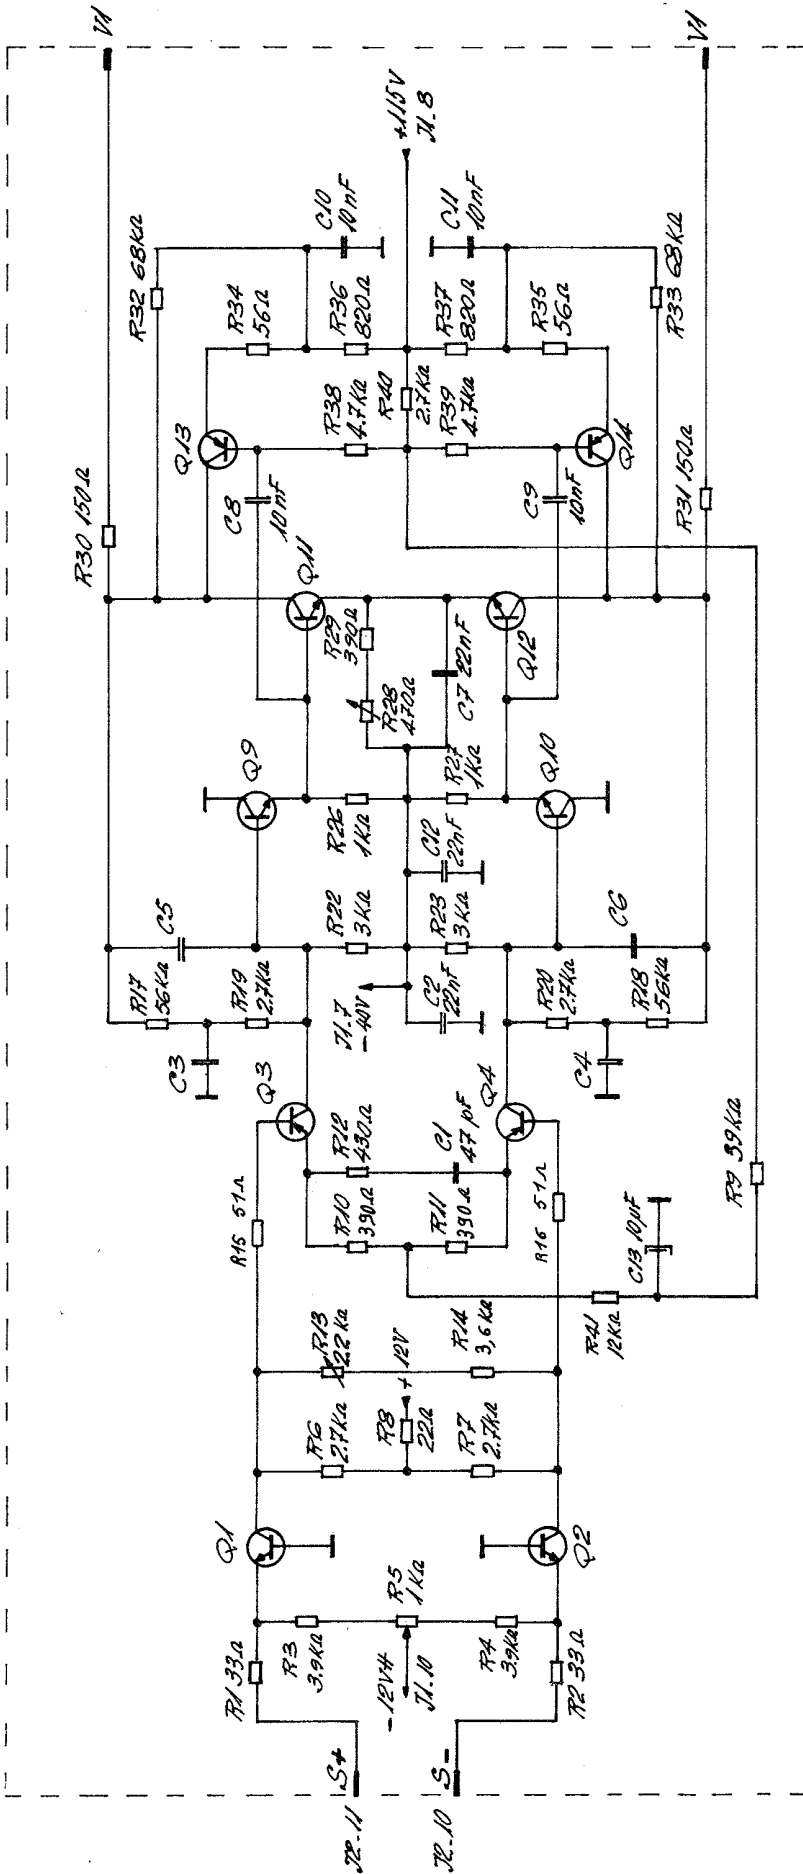 J2-11
S+
J2-10
S-
R1 33Ω
R2 33Ω
R3
3.9KΩ
-12VH
J1.10
R5
1KΩ
R4
3.9KΩ
Q1
Q2
R6
2.7KΩ
R8
22Ω
+12V
R7
2.7KΩ
R13
2.2KΩ
R14
3,6KΩ
R15 51Ω
R16 51Ω
R10
390Ω
R11
390Ω
R12
430Ω
C1
47pF
Q3
Q4
R41
12KΩ
C13 10µF
R9 39KΩ
C3
C4
R17
56KΩ
R19
2.7KΩ
J1.7
-40V
C2
22nF
R20
2.7KΩ
R18
56KΩ
C5
R22
3KΩ
R23
3KΩ
C6
C12
22nF
Q9
R26
1KΩ
R27
1KΩ
Q10
R28
470Ω
R29
390Ω
C7 22nF
Q11
Q12
C8
10nF
C9
10nF
R30 150Ω
R31 150Ω
Q13
Q14
R38
4.7KΩ
R40
2.7KΩ
R39
4.7KΩ
R34
56Ω
R36
820Ω
R37
820Ω
R35
56Ω
R32 68KΩ
R33 68KΩ
C10
10nF
C11
10nF
+115V
J1.8
V1
V1